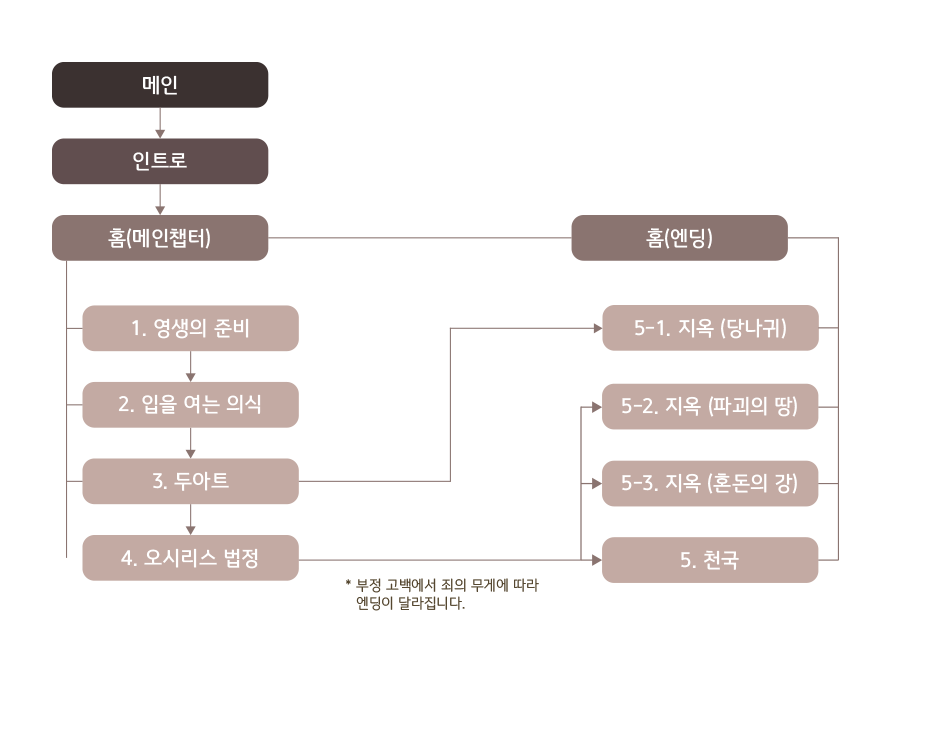 메인
인트로
홈(메인챕터)
홈(엔딩)
1. 영생의 준비
2. 입을 여는 의식
3. 두아트
4. 오시리스 법정
5-1. 지옥 (당나귀)
5-2. 지옥 (파괴의 땅)
5-3. 지옥 (혼돈의 강)
5. 천국
* 부정 고백에서 죄의 무게에 따라
엔딩이 달라집니다.